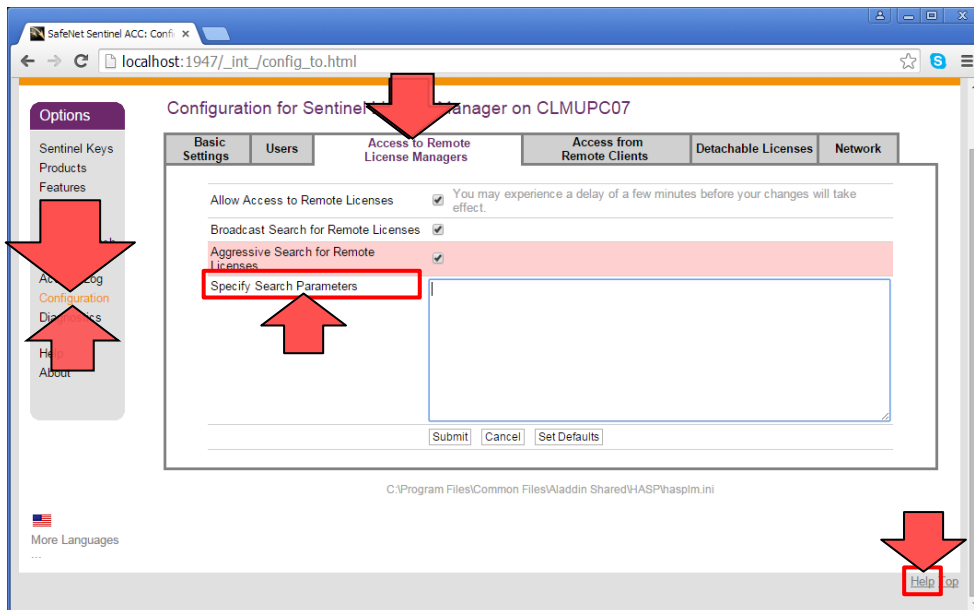 SafeNet Sentinel ACC: Confi
localhost:1947/_int_/config_to.html
Options
Sentinel Keys
Products
Features
Configuration
About
Configuration for Sentinel Manager on CLMUPC07
Basic Settings
Users
Access to Remote License Managers
Access from Remote Clients
Detachable Licenses
Network
Allow Access to Remote Licenses
You may experience a delay of a few minutes before your changes will take
effect.
Broadcast Search for Remote Licenses
Aggressive Search for Remote
Licenses
Specify Search Parameters
Submit Cancel Set Defaults
C:\Program Files\Common Files\Aladdin Shared\HASP\hasplm.ini
More Languages
...
Help Top